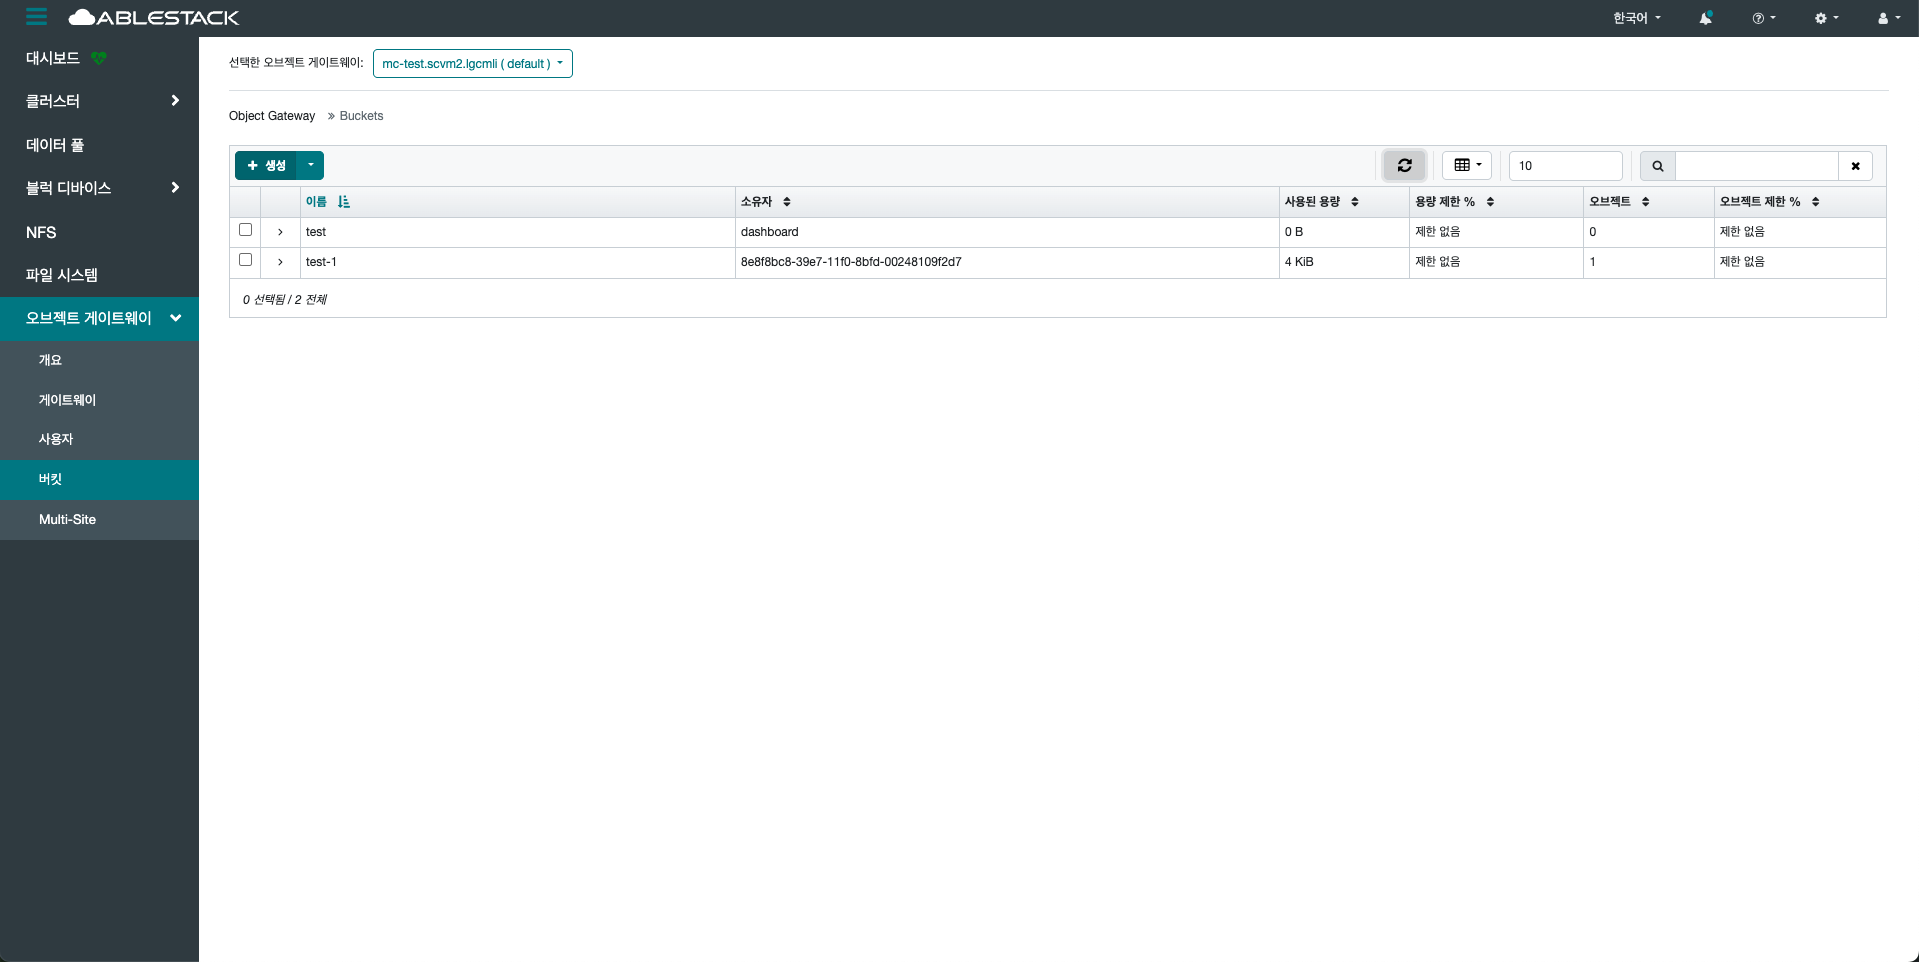 ABLESTACK
한국어
대시보드
클러스터
데이터 풀
블럭 디바이스
NFS
파일 시스템
오브젝트 게이트웨이
개요
게이트웨이
사용자
버킷
Multi-Site
선택한 오브젝트 게이트웨이: mc-test.scvm2.lgcmli ( default )
Object Gateway » Buckets
+ 생성
10
이름 소유자 사용된 용량 용량 제한 % 오브젝트 오브젝트 제한 %
test dashboard 0 B 제한 없음 0 제한 없음
test-1 8e8f8bc8-39e7-11f0-8bfd-00248109f2d7 4 KiB 제한 없음 1 제한 없음
0 선택됨 / 2 전체